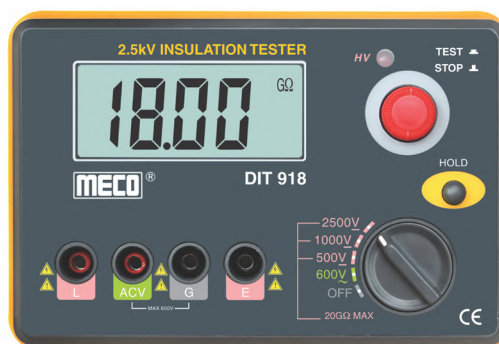 2.5kV INSULATION TESTER
HV
TEST
STOP
18.00 GΩ
MECO®
DIT 918
HOLD
2500V
1000V
500V
600V~
OFF
20GΩ MAX
L
ACV
G
E
MAX 600V
CE